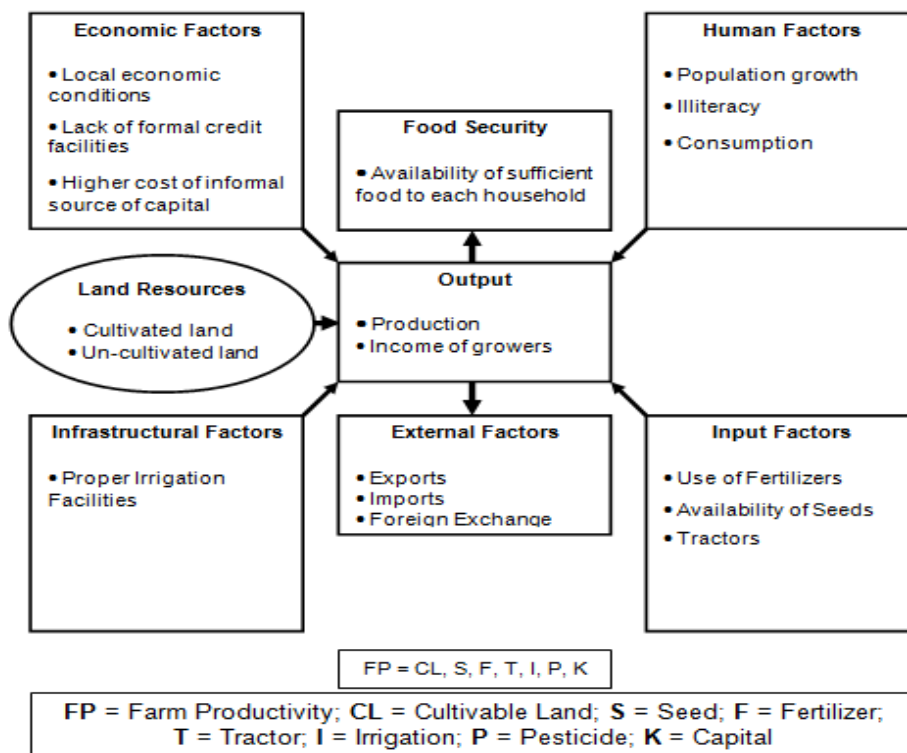 Economic Factors
• Local economic
conditions
• Lack of formal credit
facilities
• Higher cost of informal
source of capital
Food Security
• Availability of sufficient
food to each household
Human Factors
• Population growth
• Illiteracy
• Consumption
Land Resources
• Cultivated land
• Un-cultivated land
Output
• Production
• Income of growers
Infrastructural Factors
• Proper Irrigation
Facilities
External Factors
• Exports
• Imports
• Foreign Exchange
Input Factors
• Use of Fertilizers
• Availability of Seeds
• Tractors
FP = CL, S, F, T, I, P, K
FP = Farm Productivity; CL = Cultivable Land; S = Seed; F = Fertilizer;
T = Tractor; I = Irrigation; P = Pesticide; K = Capital